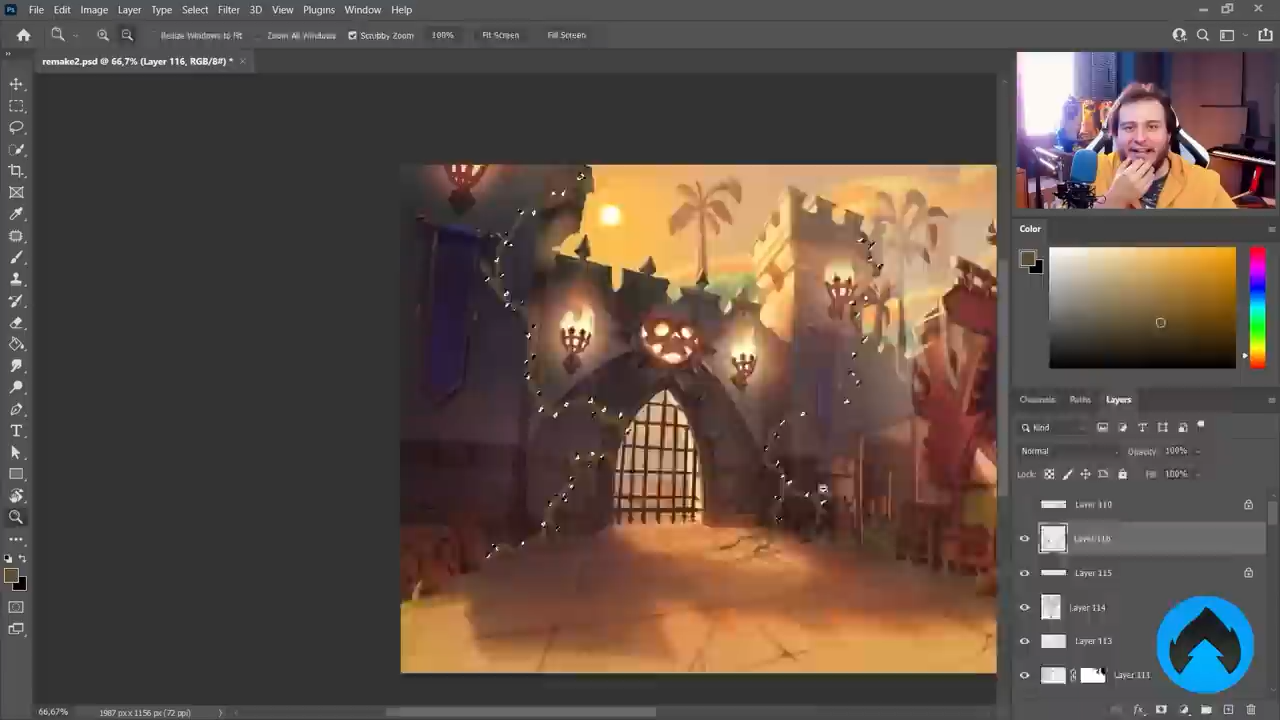 Ps File Edit Image Layer Type Select Filter 3D View Plugins Window Help
Resize Windows to Fit Zoom All Windows Scrubby Zoom 100% Fit Screen Fill Screen
remake2.psd @ 66,7% (Layer 116, RGB/8#) *
Color
Channels Paths Layers
Kind
Normal Opacity: 100%
Lock: Fill: 100%
Layer 110
Layer 116
Layer 115
Layer 114
Layer 113
Layer 111
fx
66,67% 1987 px x 1156 px (72 ppi)